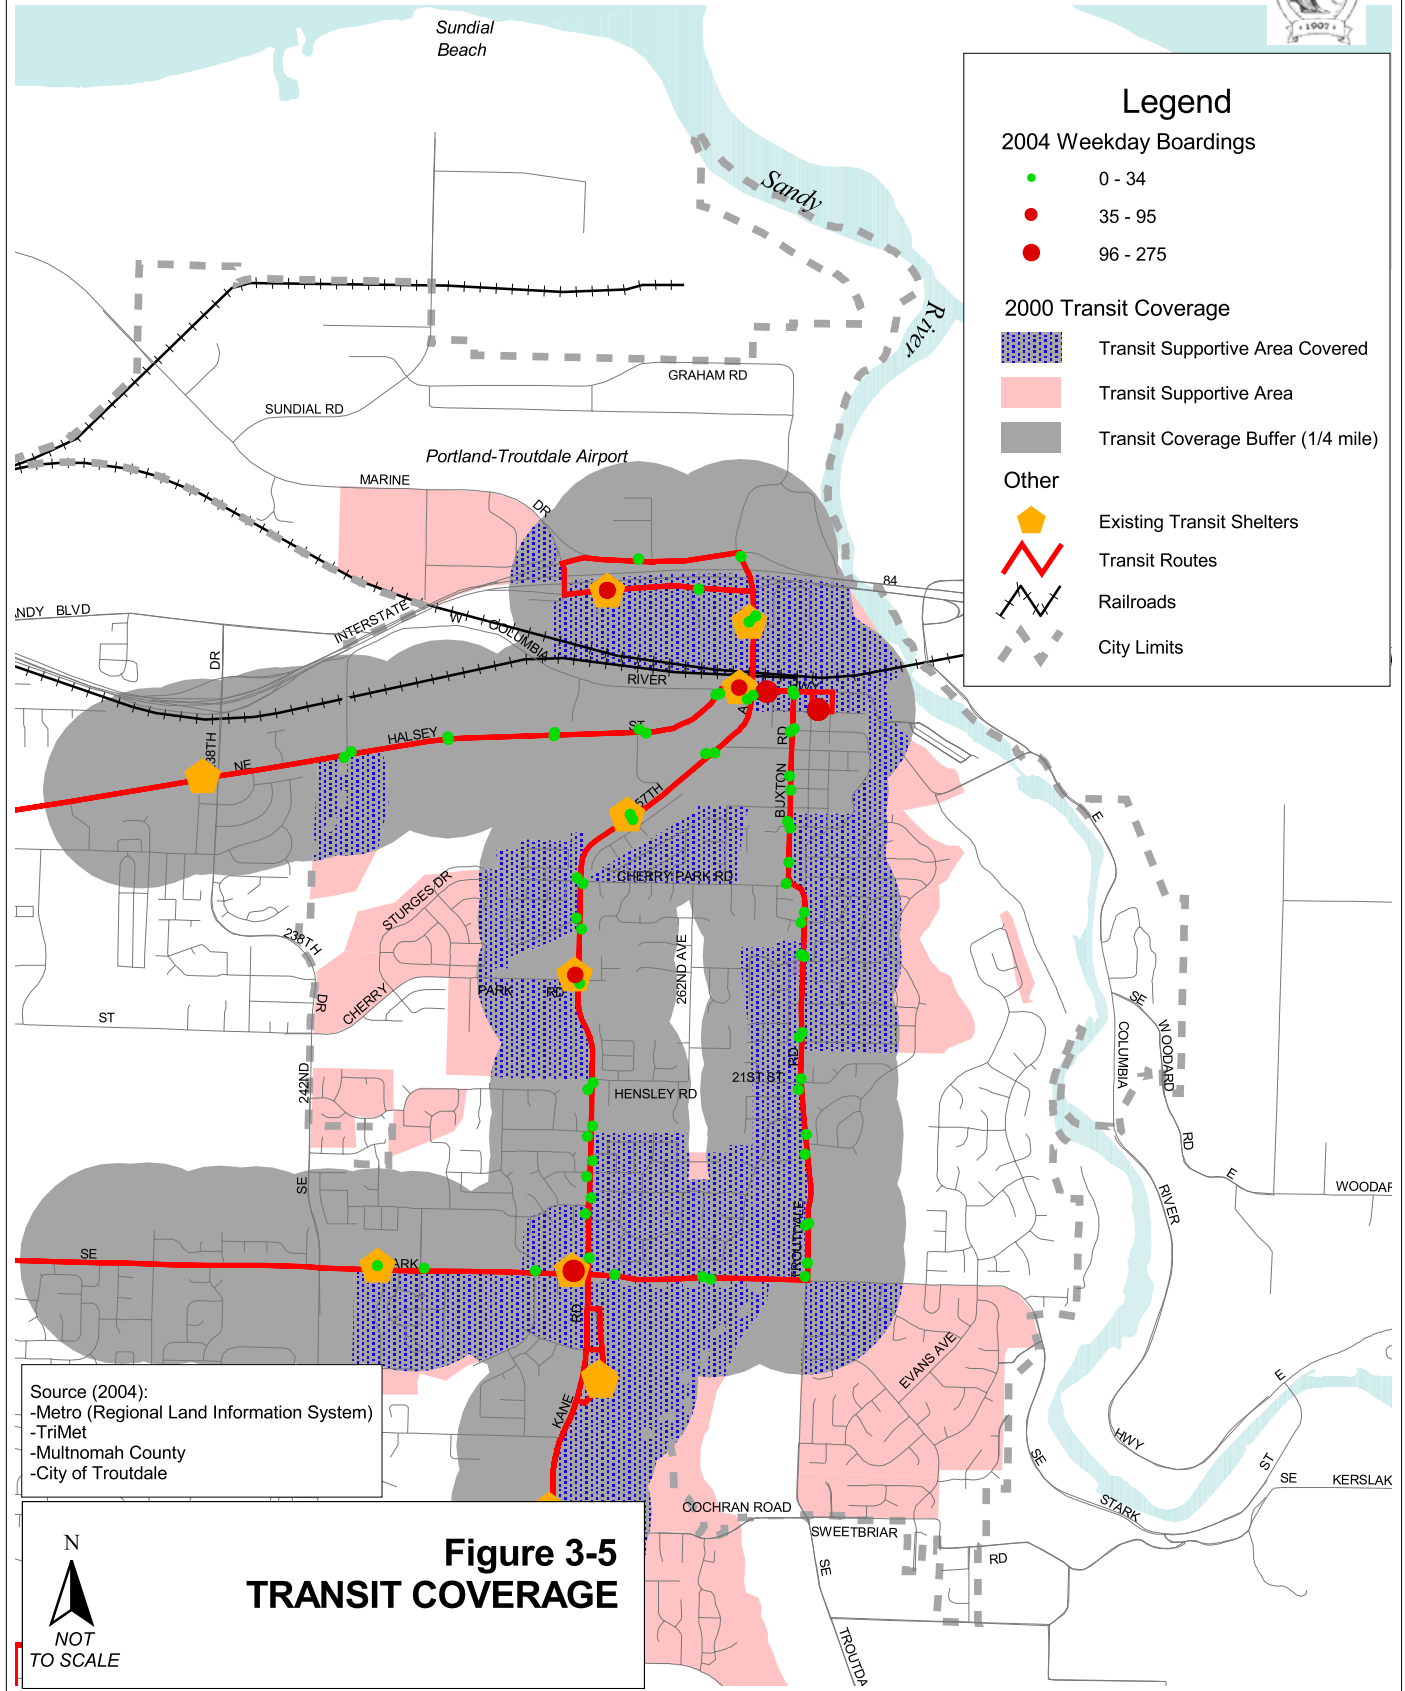 Sundial
Beach
1907
Legend
2004 Weekday Boardings
0 - 34
35 - 95
96 - 275
2000 Transit Coverage
Transit Supportive Area Covered
Transit Supportive Area
Transit Coverage Buffer (1/4 mile)
Other
Existing Transit Shelters
Transit Routes
Railroads
City Limits
Sandy
River
GRAHAM RD
SUNDIAL RD
Portland-Troutdale Airport
MARINE
DR
84
NDY BLVD
INTERSTATE
W COLUMBIA
RIVER
HWY
DR
HALSEY
ST
NE
38TH
A
RD
BUXTON
57TH
CHERRY PARK RD
STURGES DR
238TH
DR
262ND AVE
PARK RD
CHERRY
ST
242ND
SE
HENSLEY RD
21ST ST
RD
TROUTDALE
E
SE
WOODARD
RD
COLUMBIA
RIVER
E
WOODAR
SE
ARK
RD
KANE
EVANS AVE
E
HWY
SE
STARK
ST
SE
KERSLAK
COCHRAN ROAD
SWEETBRIAR
RD
SE
TROUTDA
Source (2004):
-Metro (Regional Land Information System)
-TriMet
-Multnomah County
-City of Troutdale
N
NOT
TO SCALE
Figure 3-5
TRANSIT COVERAGE